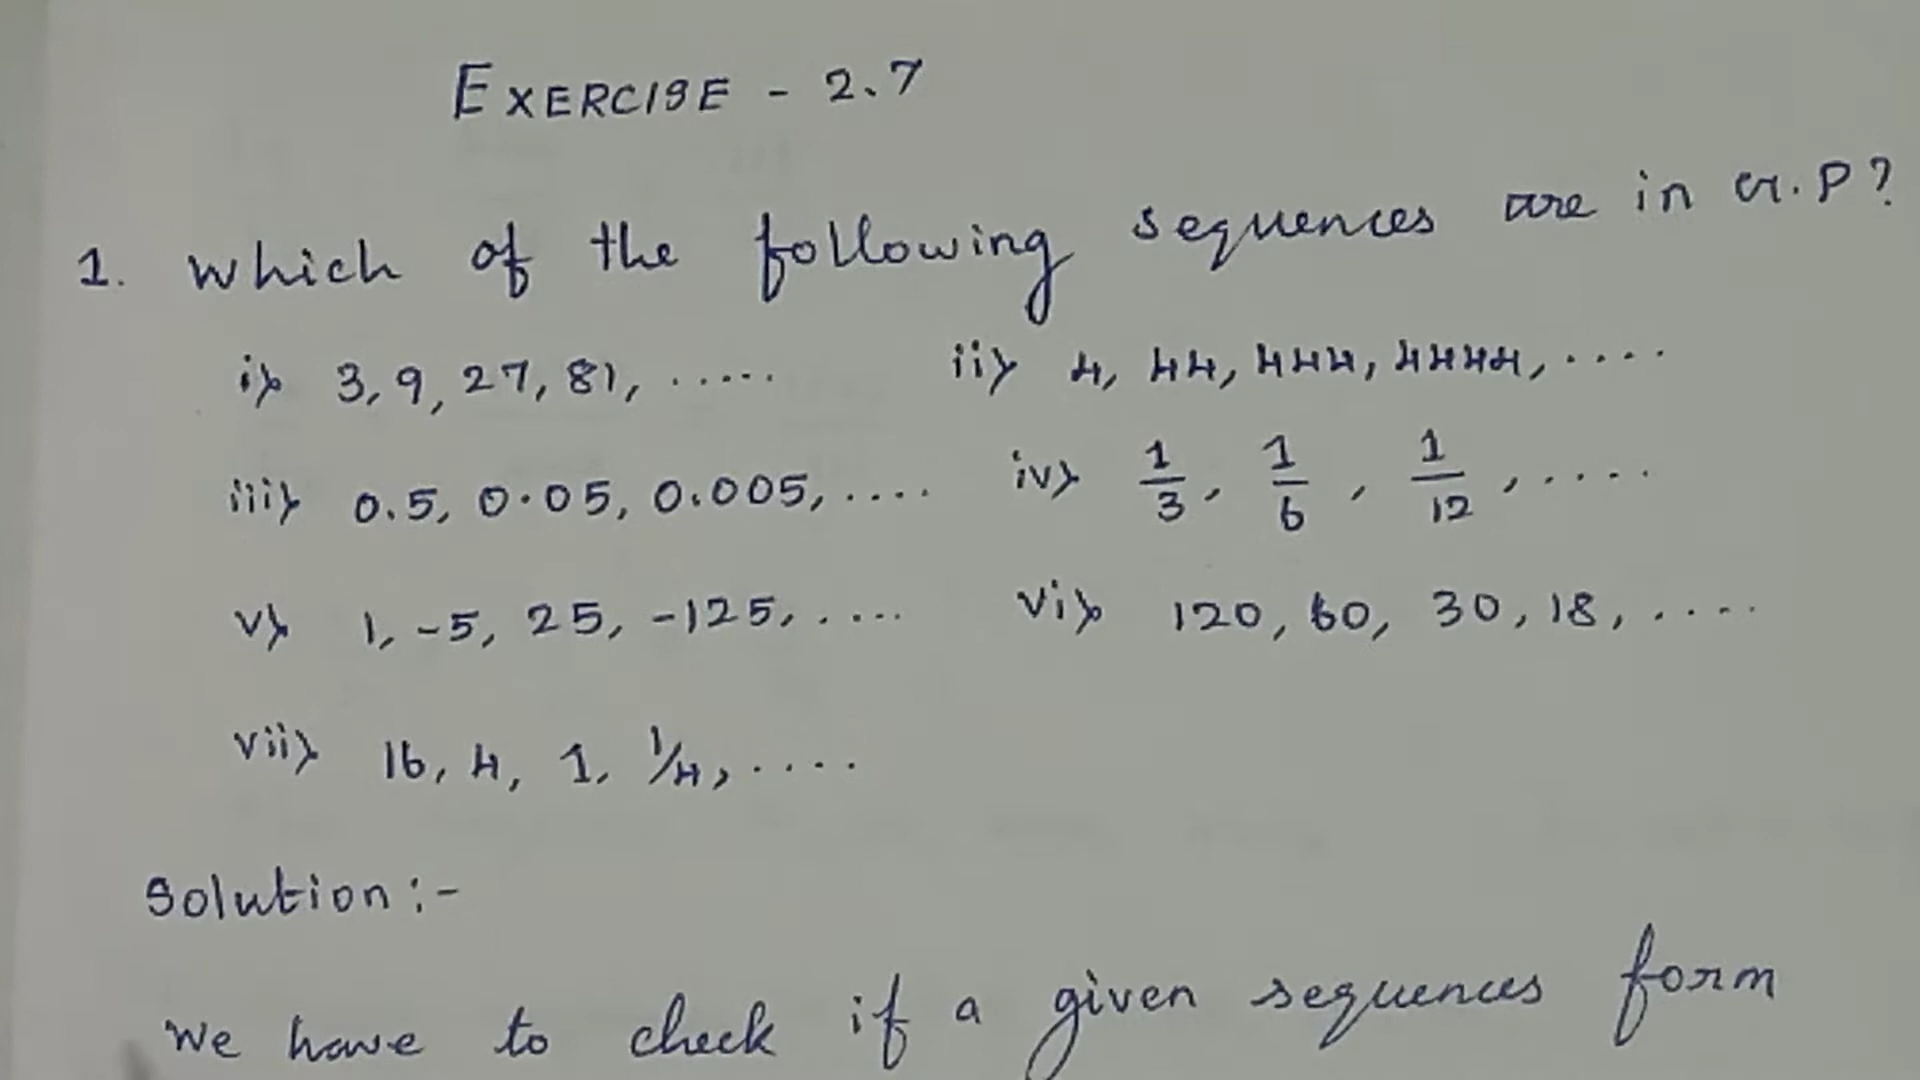 EXERCISE - 2.7
1. Which of the following sequences are in G.P?
i) 3, 9, 27, 81, ..... ii) 4, 44, 444, 4444, ....
iii) 0.5, 0.05, 0.005, .... iv) 1/3, 1/6, 1/12, ....
v) 1, -5, 25, -125, .... vi) 120, 60, 30, 18, ....
vii) 16, 4, 1, 1/4, ....
Solution :-
We have to check if a given sequences form